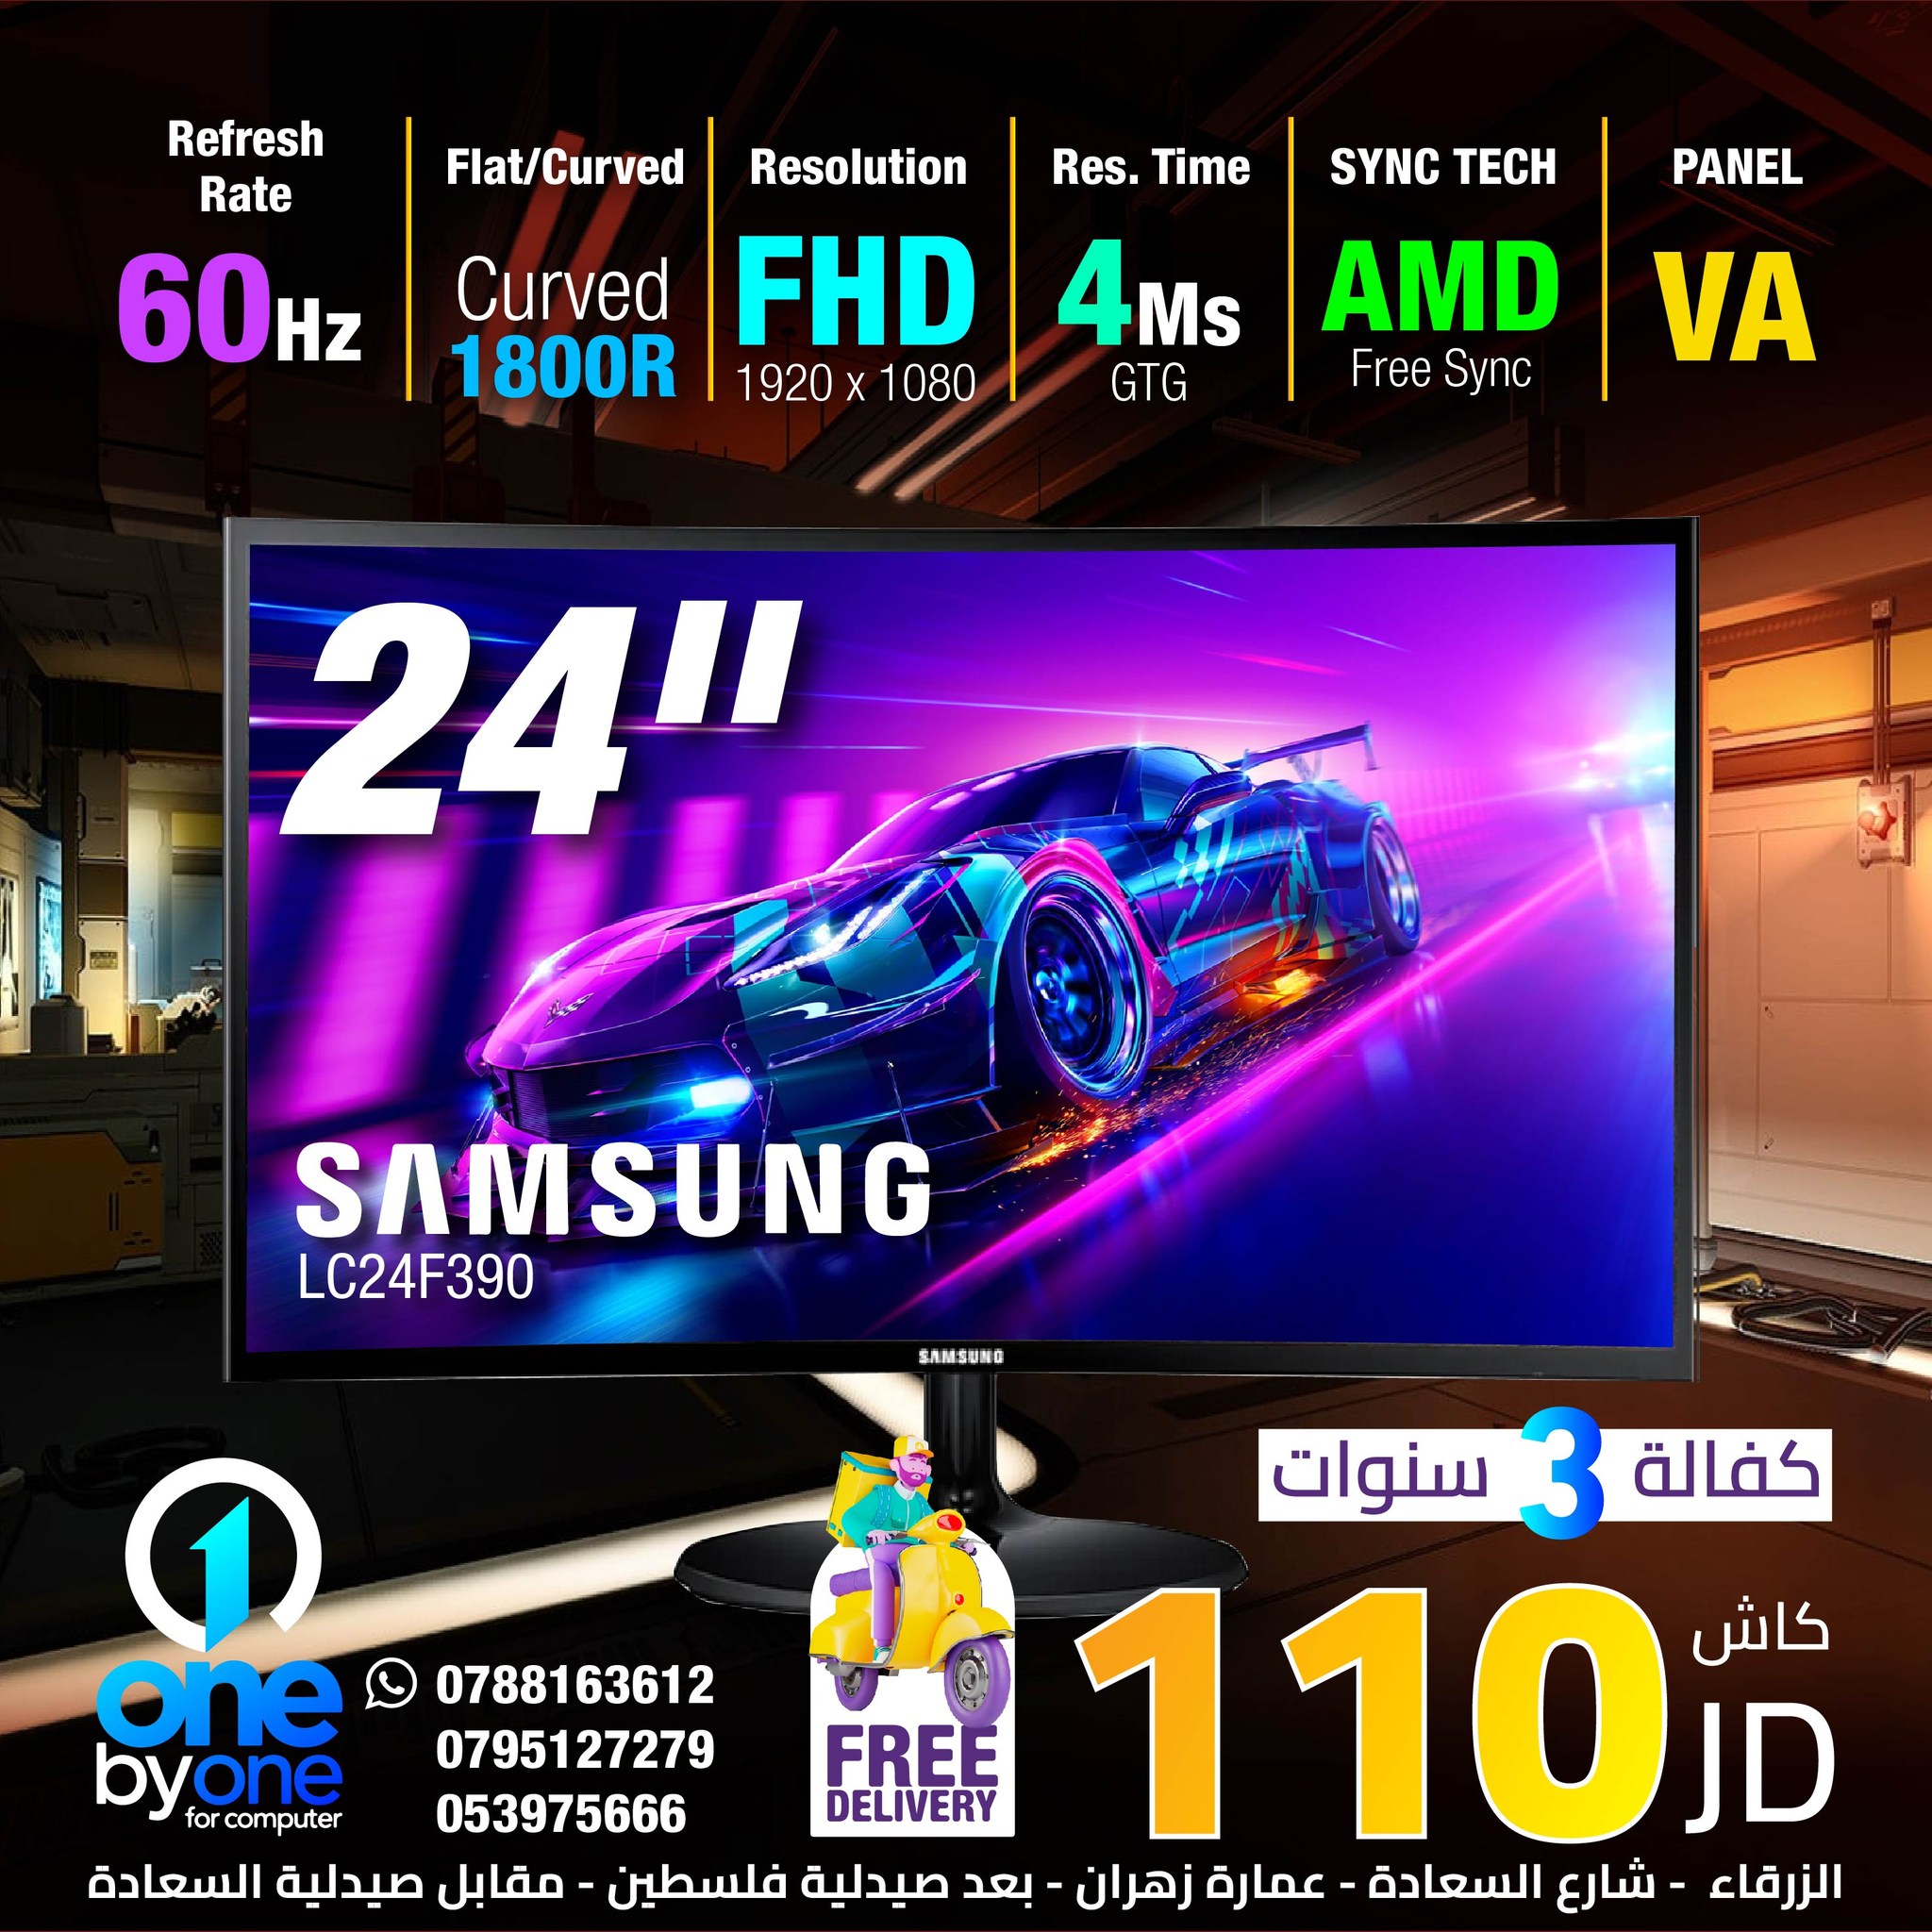 Refresh
Rate
60Hz
Flat/Curved
Curved
1800R
Resolution
FHD
1920 x 1080
Res. Time
4Ms
GTG
SYNC TECH
AMD
Free Sync
PANEL
VA
24"
SAMSUNG
LC24F390
SAMSUNG
كفالة 3 سنوات
110 كاش
JD
1
one
byone
for computer
0788163612
0795127279
053975666
FREE
DELIVERY
الزرقاء - شارع السعادة - عمارة زهران - بعد صيدلية فلسطين - مقابل صيدلية السعادة